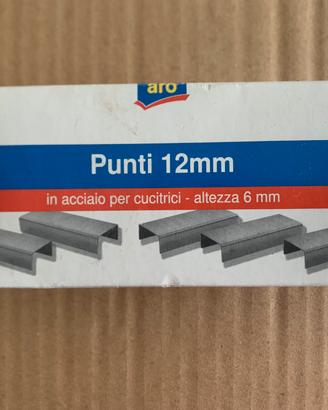 aro
Punti 12mm
in acciaio per cucitrici - altezza 6 mm